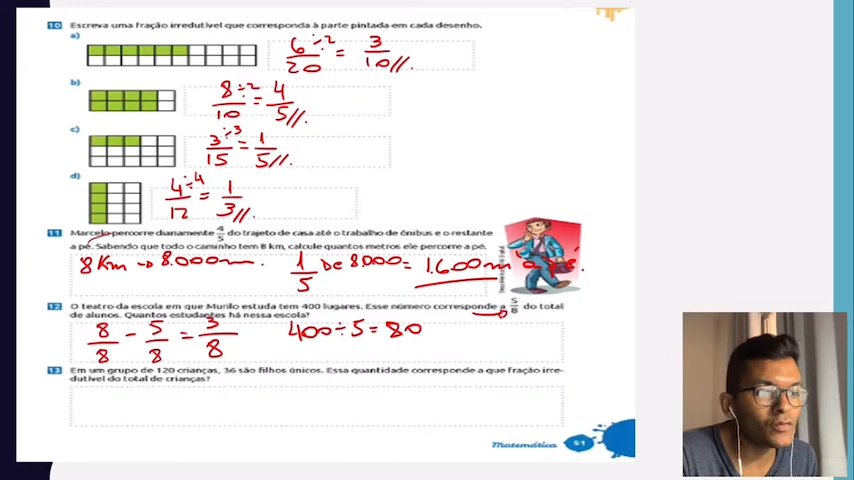 10 Escreva uma fração irredutível que corresponda à parte pintada em cada desenho.
a)
6/20 ÷2 = 3/10//.
b)
8/10 ÷2 = 4/5//.
c)
3/15 ÷3 = 1/5//.
d)
4/12 ÷4 = 1/3//.
11 Marcelo percorre diariamente 4/5 do trajeto de casa até o trabalho de ônibus e o restante
a pé. Sabendo que todo o caminho tem 8 km, calcule quantos metros ele percorre a pé.
8 Km → 8.000m. 1/5 DE 8.000 = 1.600m a pé.
12 O teatro da escola em que Murilo estuda tem 400 lugares. Esse número corresponde a 5/8 do total
de alunos. Quantos estudantes há nessa escola?
8/8 - 5/8 = 3/8 400 ÷ 5 = 80
13 Em um grupo de 120 crianças, 36 são filhos únicos. Essa quantidade corresponde a que fração irre-
dutível do total de crianças?
Matemática 51